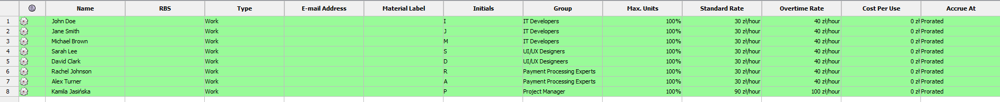 Name RBS Type E-mail Address Material Label Initials Group Max. Units Standard Rate Overtime Rate Cost Per Use Accrue At
1 John Doe Work I IT Developers 100% 30 zł/hour 40 zł/hour 0 zł Prorated
2 Jane Smith Work J IT Developers 100% 30 zł/hour 40 zł/hour 0 zł Prorated
3 Michael Brown Work M IT Developers 100% 30 zł/hour 40 zł/hour 0 zł Prorated
4 Sarah Lee Work S UI/UX Designers 100% 30 zł/hour 40 zł/hour 0 zł Prorated
5 David Clark Work D UI/UX Designeers 100% 30 zł/hour 40 zł/hour 0 zł Prorated
6 Rachel Johnson Work R Payment Processing Experts 100% 30 zł/hour 40 zł/hour 0 zł Prorated
7 Alex Turner Work A Payment Processing Experts 100% 30 zł/hour 40 zł/hour 0 zł Prorated
8 Kamila Jasińska Work P Project Manager 100% 90 zł/hour 100 zł/hour 0 zł Prorated